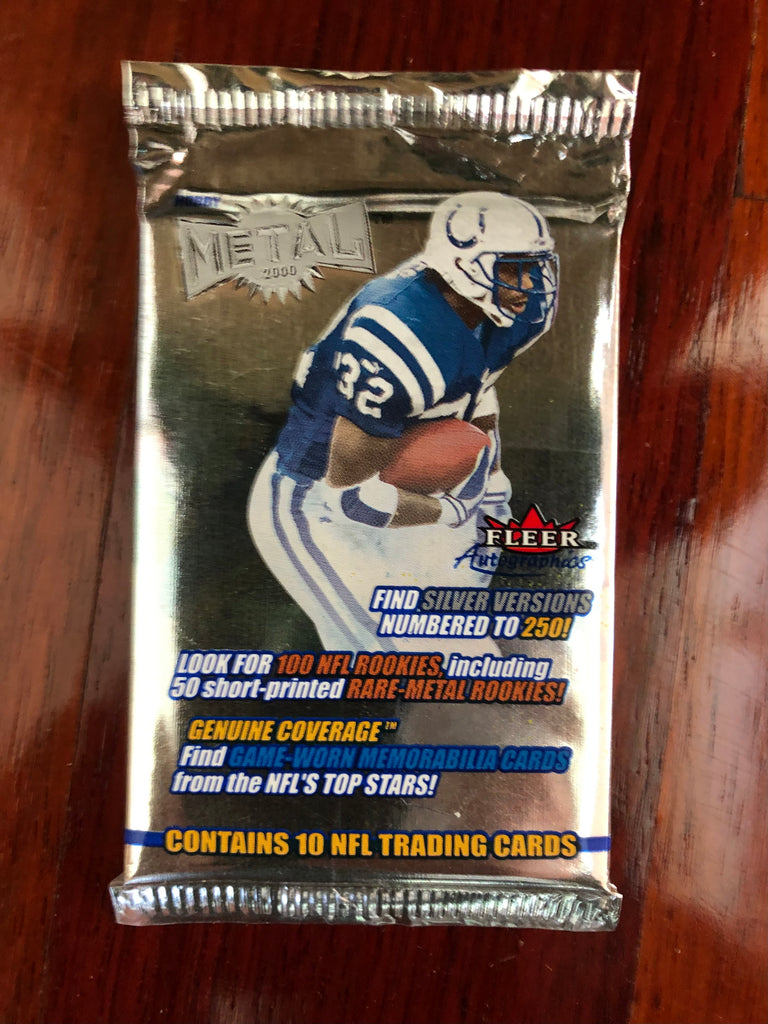 HOBBY
METAL
2000
32
FLEER
Autographics
FIND SILVER VERSIONS
NUMBERED TO 250!
LOOK FOR 100 NFL ROOKIES, including
50 short-printed RARE-METAL ROOKIES!
GENUINE COVERAGE™
Find GAME-WORN MEMORABILIA CARDS
from the NFL'S TOP STARS!
CONTAINS 10 NFL TRADING CARDS